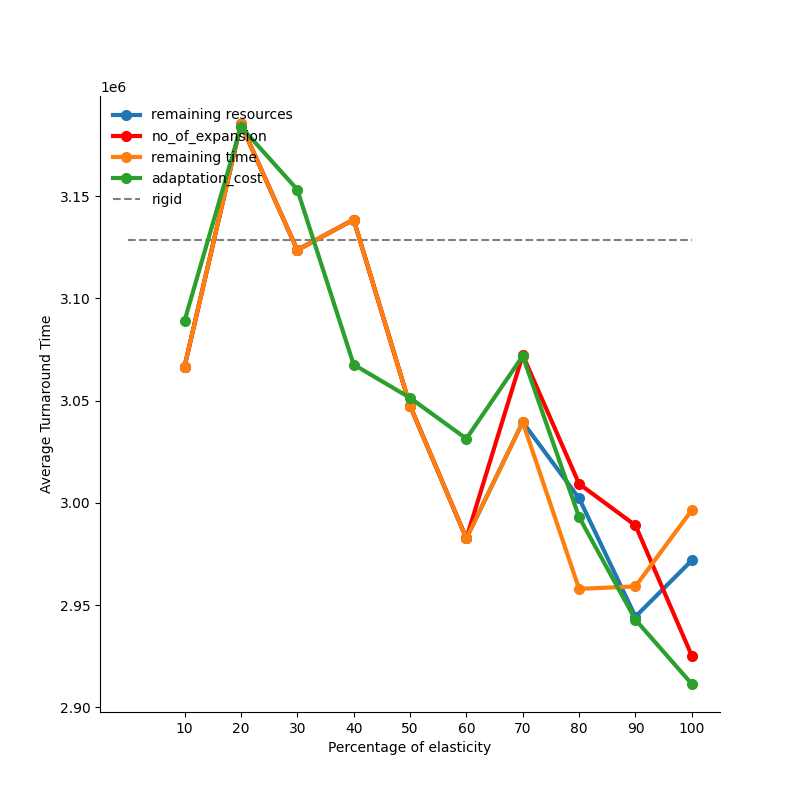 1e6
remaining resources
no_of_expansion
remaining time
adaptation_cost
rigid
3.15
3.10
3.05
3.00
2.95
2.90
Average Turnaround Time
10 20 30 40 50 60 70 80 90 100
Percentage of elasticity